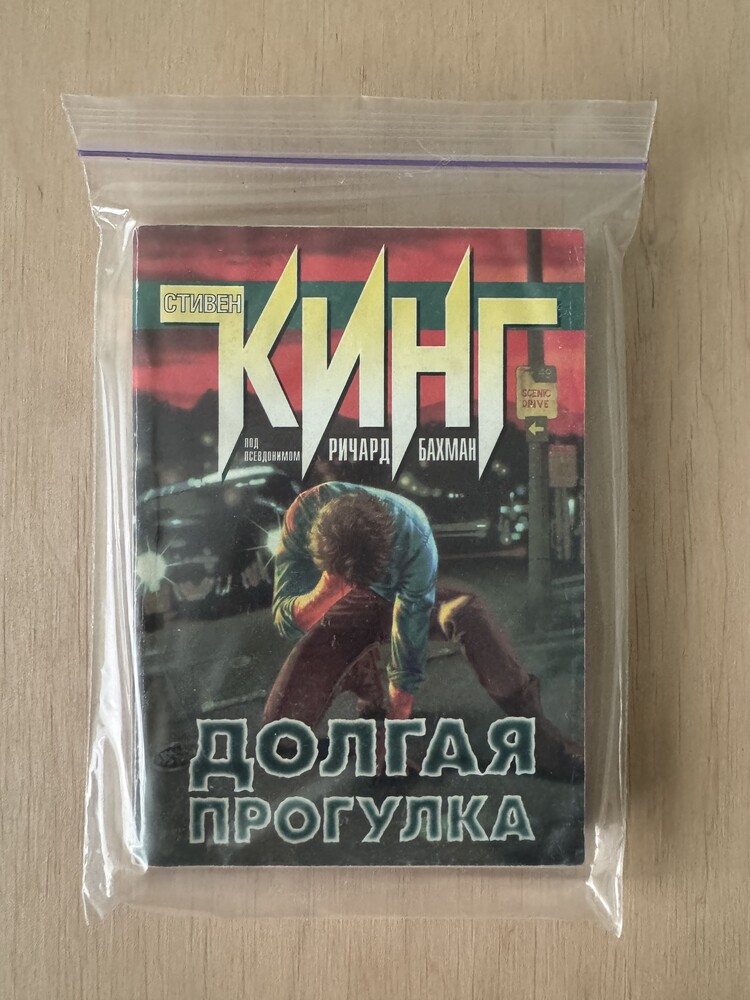 СТИВЕН
КИНГ
ПОД
ПСЕВДОНИМОМ
РИЧАРД БАХМАН
SCENIC
DRIVE
ДОЛГАЯ
ПРОГУЛКА